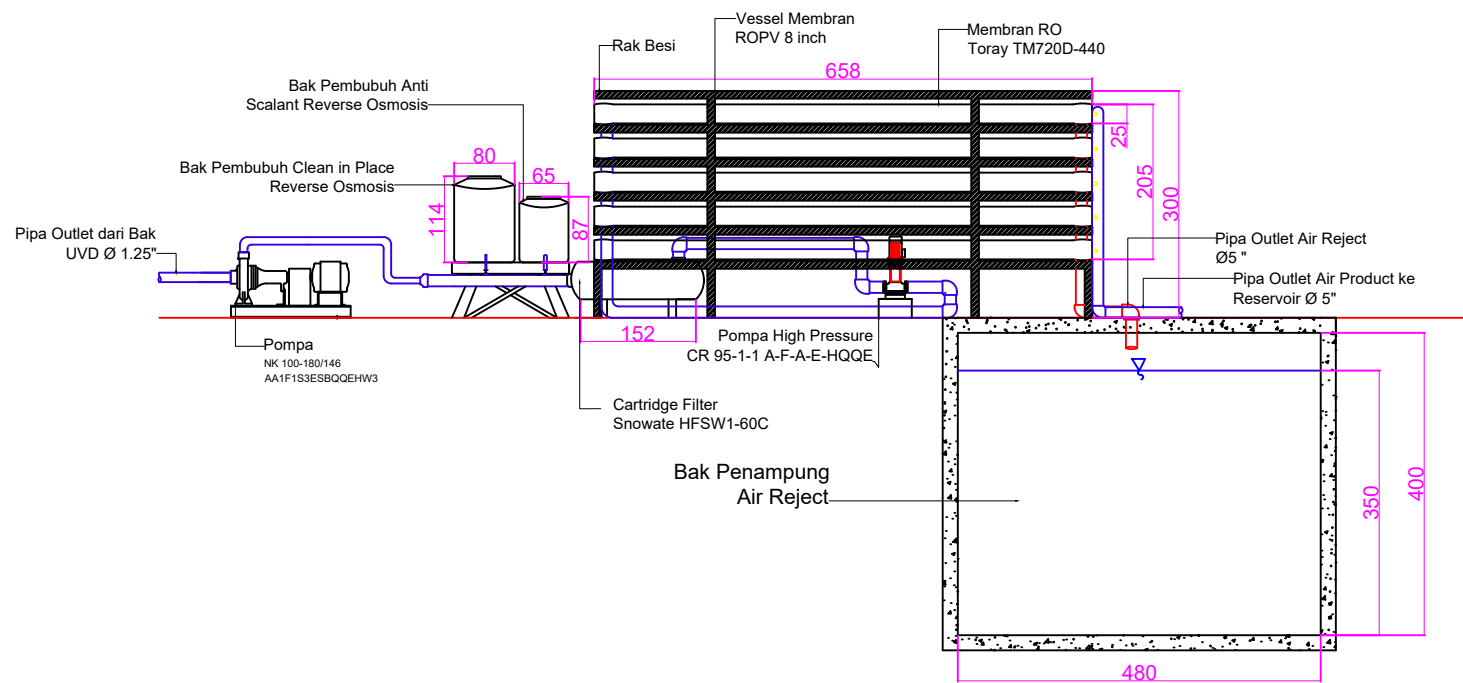 Vessel Membran
ROPV 8 inch
Rak Besi
Membran RO
Toray TM720D-440
658
Bak Pembubuh Anti
Scalant Reverse Osmosis
25
80
Bak Pembubuh Clean in Place
Reverse Osmosis
65
205
300
114
87
Pipa Outlet dari Bak
UVD Ø 1.25"
Pipa Outlet Air Reject
Ø5 "
Pipa Outlet Air Product ke
Reservoir Ø 5"
152
Pompa High Pressure
CR 95-1-1 A-F-A-E-HQQE
Pompa
NK 100-180/146
AA1F1S3ESBQQEHW3
Cartridge Filter
Snowate HFSW1-60C
Bak Penampung
Air Reject
350
400
480